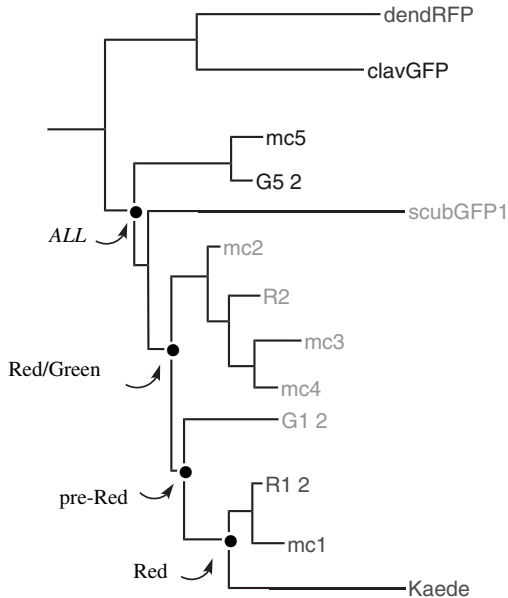 dendRFP
clavGFP
mc5
G5 2
scubGFP1
ALL
mc2
R2
mc3
Red/Green
mc4
G1 2
R1 2
pre-Red
mc1
Red
Kaede